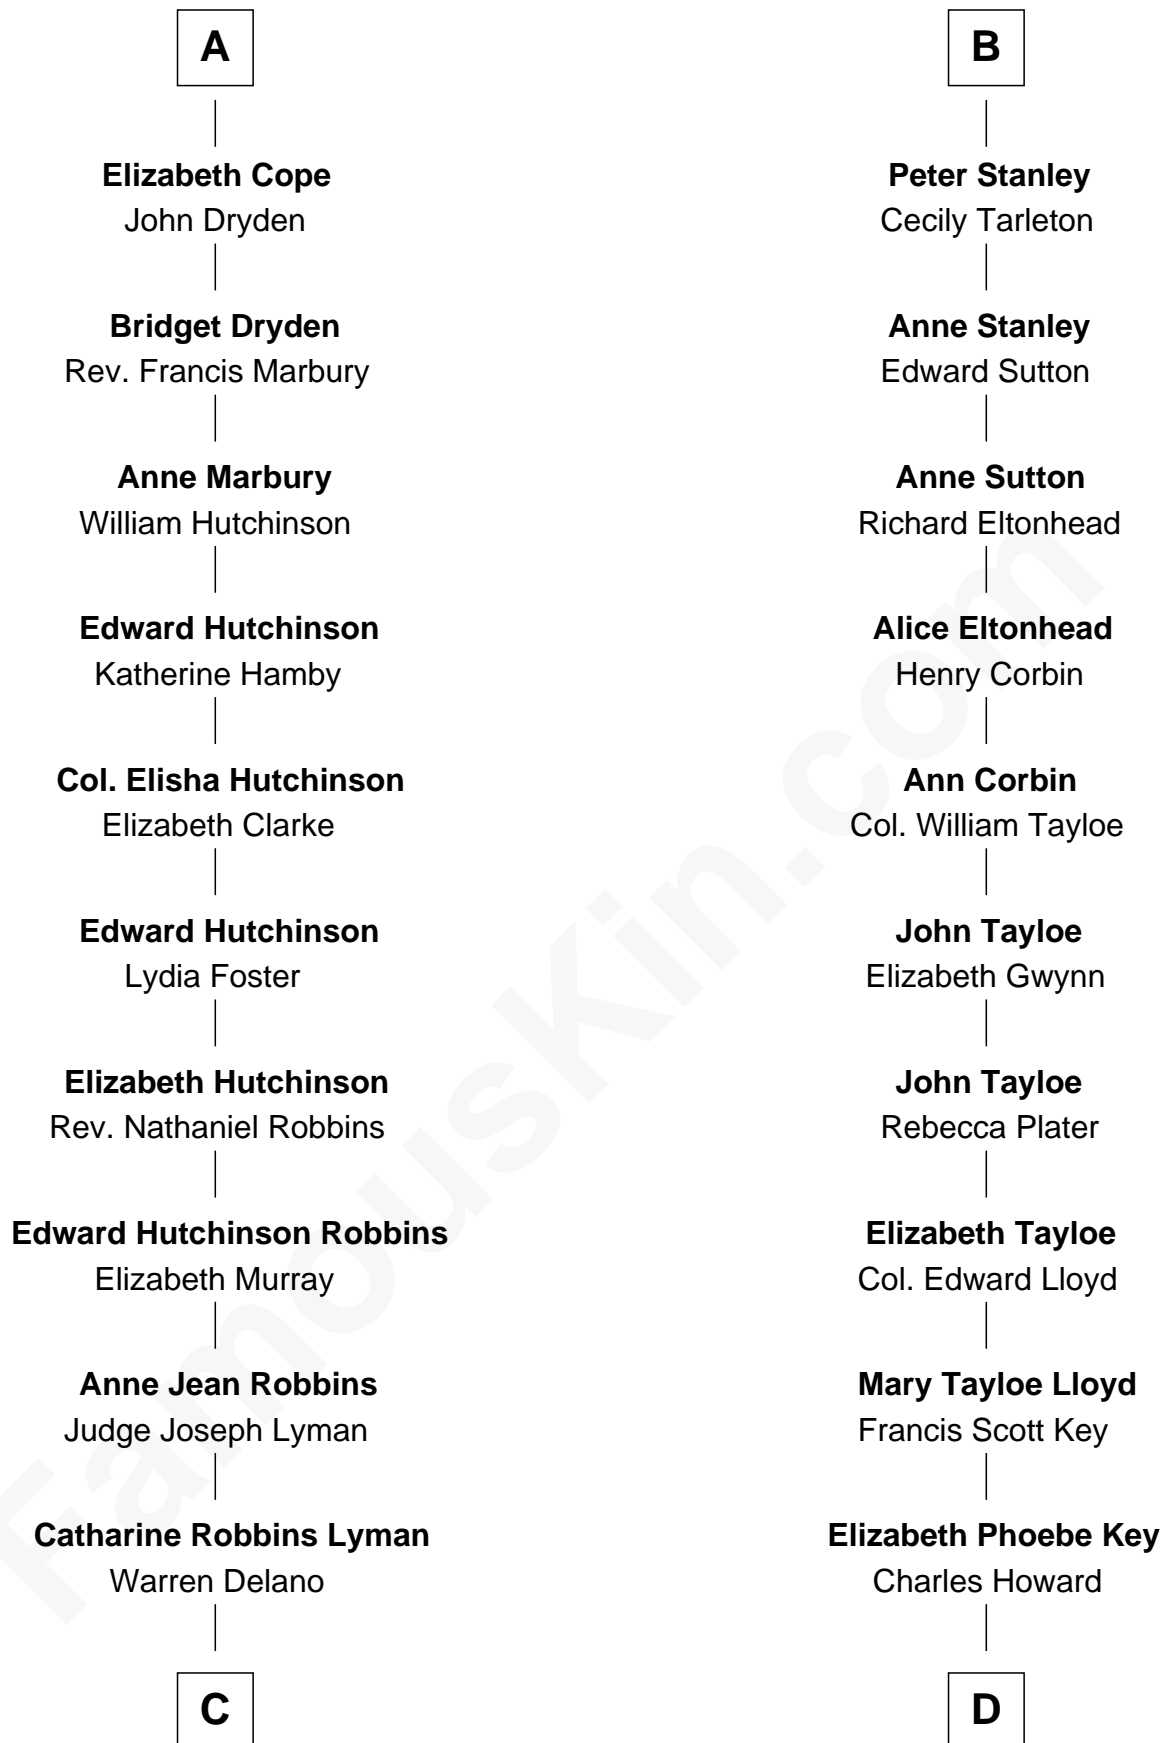 A
Elizabeth Cope
John Dryden
Bridget Dryden
Rev. Francis Marbury
Anne Marbury
William Hutchinson
Edward Hutchinson
Katherine Hamby
Col. Elisha Hutchinson
Elizabeth Clarke
Edward Hutchinson
Lydia Foster
Elizabeth Hutchinson
Rev. Nathaniel Robbins
Edward Hutchinson Robbins
Elizabeth Murray
Anne Jean Robbins
Judge Joseph Lyman
Catharine Robbins Lyman
Warren Delano
C
B
Peter Stanley
Cecily Tarleton
Anne Stanley
Edward Sutton
Anne Sutton
Richard Eltonhead
Alice Eltonhead
Henry Corbin
Ann Corbin
Col. William Tayloe
John Tayloe
Elizabeth Gwynn
John Tayloe
Rebecca Plater
Elizabeth Tayloe
Col. Edward Lloyd
Mary Tayloe Lloyd
Francis Scott Key
Elizabeth Phoebe Key
Charles Howard
D
FamousKin.com